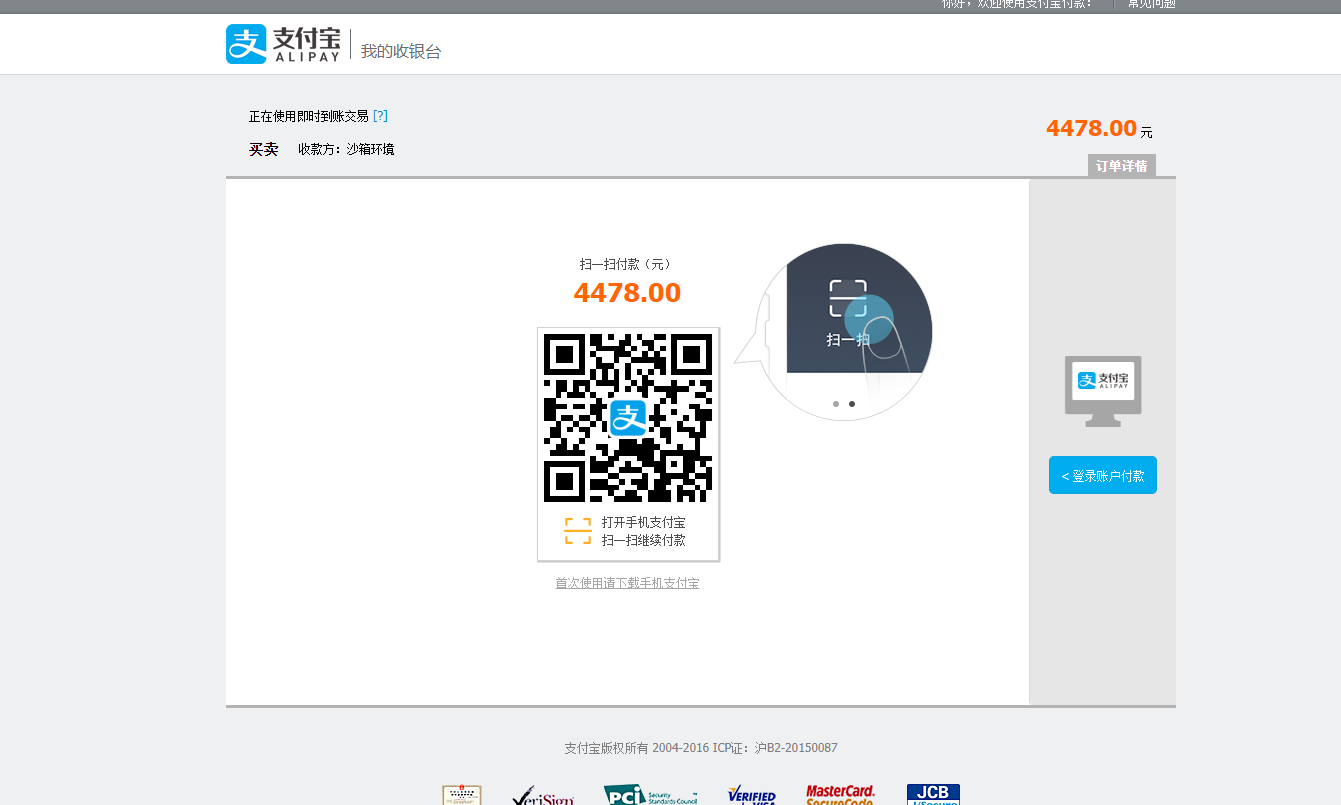 你好，欢迎使用支付宝付款！ 常见问题
支 支付宝 ALIPAY 我的收银台
正在使用即时到账交易 [?]
4478.00 元
买卖 收款方：沙箱环境
订单详情
扫一扫付款（元）
4478.00
扫一扫
支
支 支付宝 ALIPAY
打开手机支付宝
扫一扫继续付款
< 登录账户付款
首次使用请下载手机支付宝
支付宝版权所有 2004-2016 ICP证：沪B2-20150087
VeriSign
PCI Security Standards Council
VERIFIED by VISA
MasterCard. SecureCode
JCB J/Secure